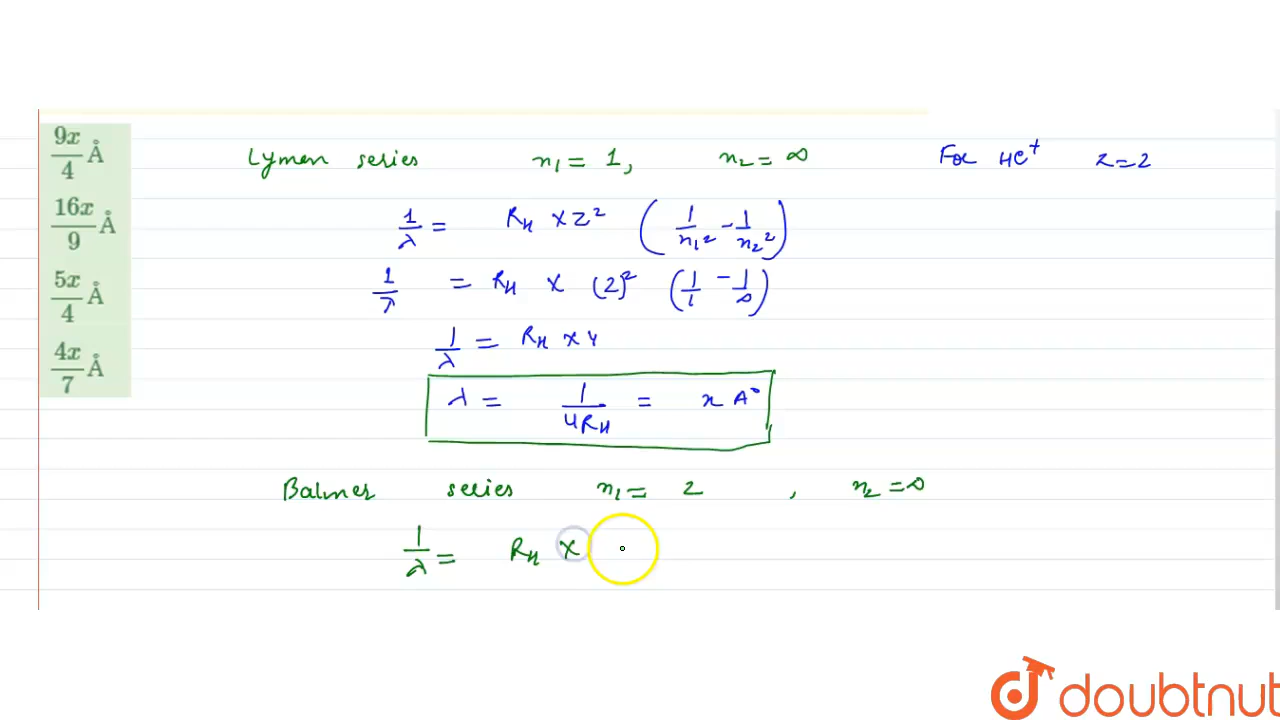 9x/4 Å
16x/9 Å
5x/4 Å
4x/7 Å
Lymen series n₁ = 1, n₂ = ∞ For He⁺ z = 2
1/λ = R_H × Z² (1/n₁² - 1/n₂²)
1/λ = R_H × (2)² (1/1 - 1/∞)
1/λ = R_H × 4
λ = 1/4R_H = x A°
Balmer series n₁ = 2, n₂ = ∞
1/λ = R_H ×
doubtnut